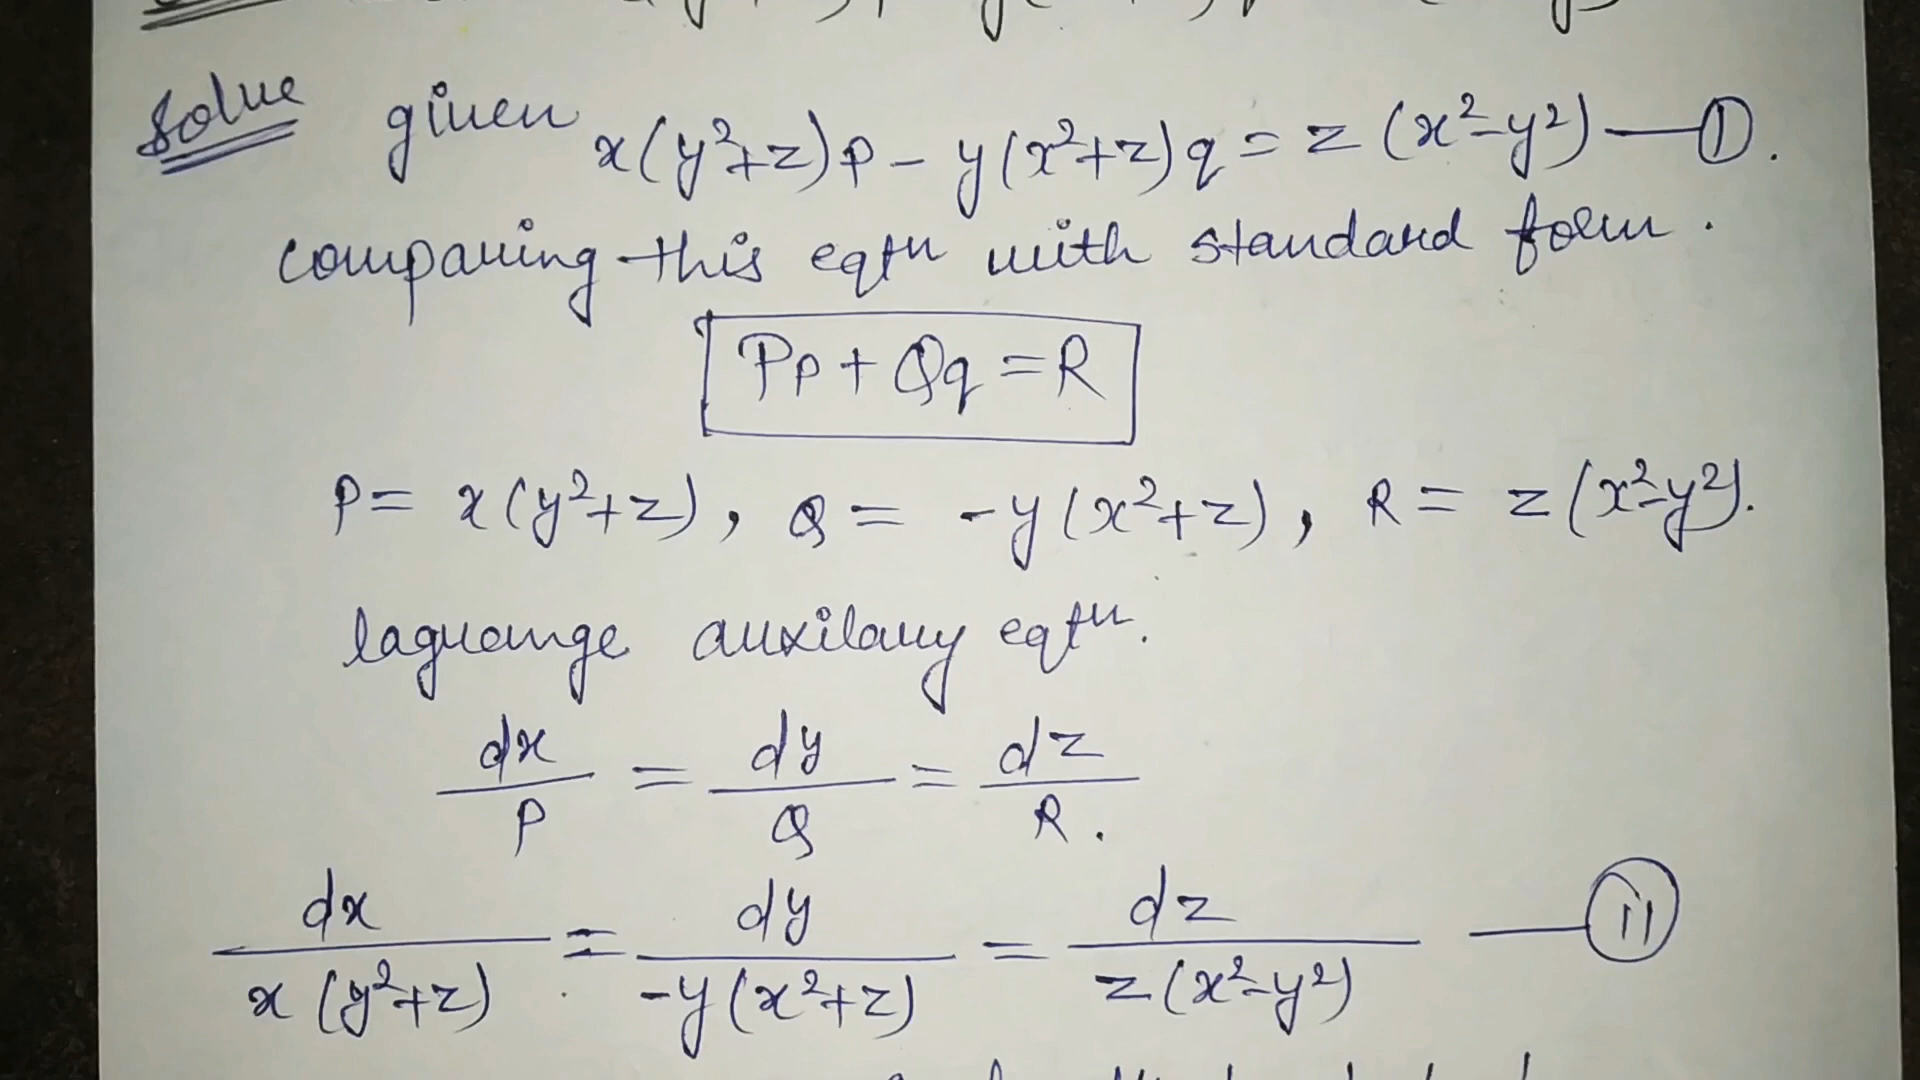 Solve given x(y²+z)p - y(x²+z)q = z(x²-y²) — ①.
comparing this eqtn with standard form.
Pp + Qq = R
P = x(y²+z), Q = -y(x²+z), R = z(x²-y²).
lagrange auxilary eqtn.
dx/P = dy/Q = dz/R.
dx/x(y²+z) = dy/-y(x²+z) = dz/z(x²-y²) — ⑪